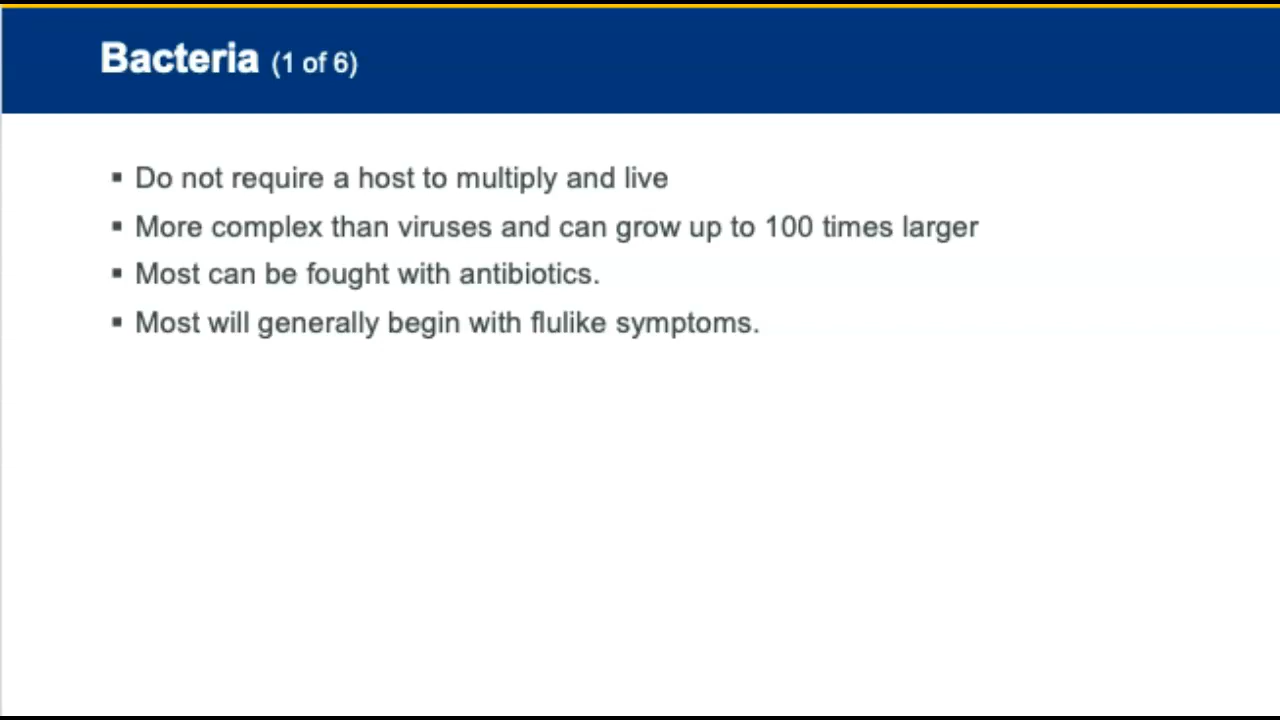 Bacteria (1 of 6)
▪ Do not require a host to multiply and live
▪ More complex than viruses and can grow up to 100 times larger
▪ Most can be fought with antibiotics.
▪ Most will generally begin with flulike symptoms.